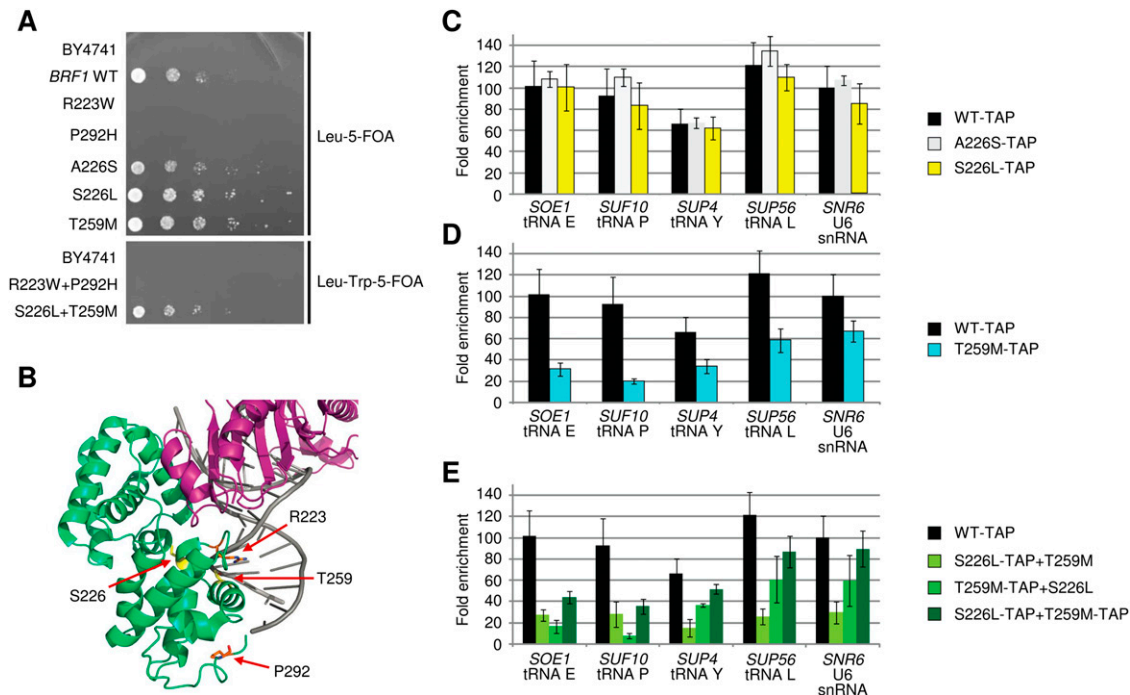 A
BY4741
BRF1 WT
R223W
P292H
A226S
S226L
T259M
Leu-5-FOA
BY4741
R223W+P292H
S226L+T259M
Leu-Trp-5-FOA
B
R223
T259
S226
P292
C
Fold enrichment
140
120
100
80
60
40
20
0
SOE1 SUF10 SUP4 SUP56 SNR6
tRNA E tRNA P tRNA Y tRNA L U6
snRNA
WT-TAP
A226S-TAP
S226L-TAP
D
Fold enrichment
140
120
100
80
60
40
20
0
SOE1 SUF10 SUP4 SUP56 SNR6
tRNA E tRNA P tRNA Y tRNA L U6
snRNA
WT-TAP
T259M-TAP
E
Fold enrichment
140
120
100
80
60
40
20
0
SOE1 SUF10 SUP4 SUP56 SNR6
tRNA E tRNA P tRNA Y tRNA L U6
snRNA
WT-TAP
S226L-TAP+T259M
T259M-TAP+S226L
S226L-TAP+T259M-TAP